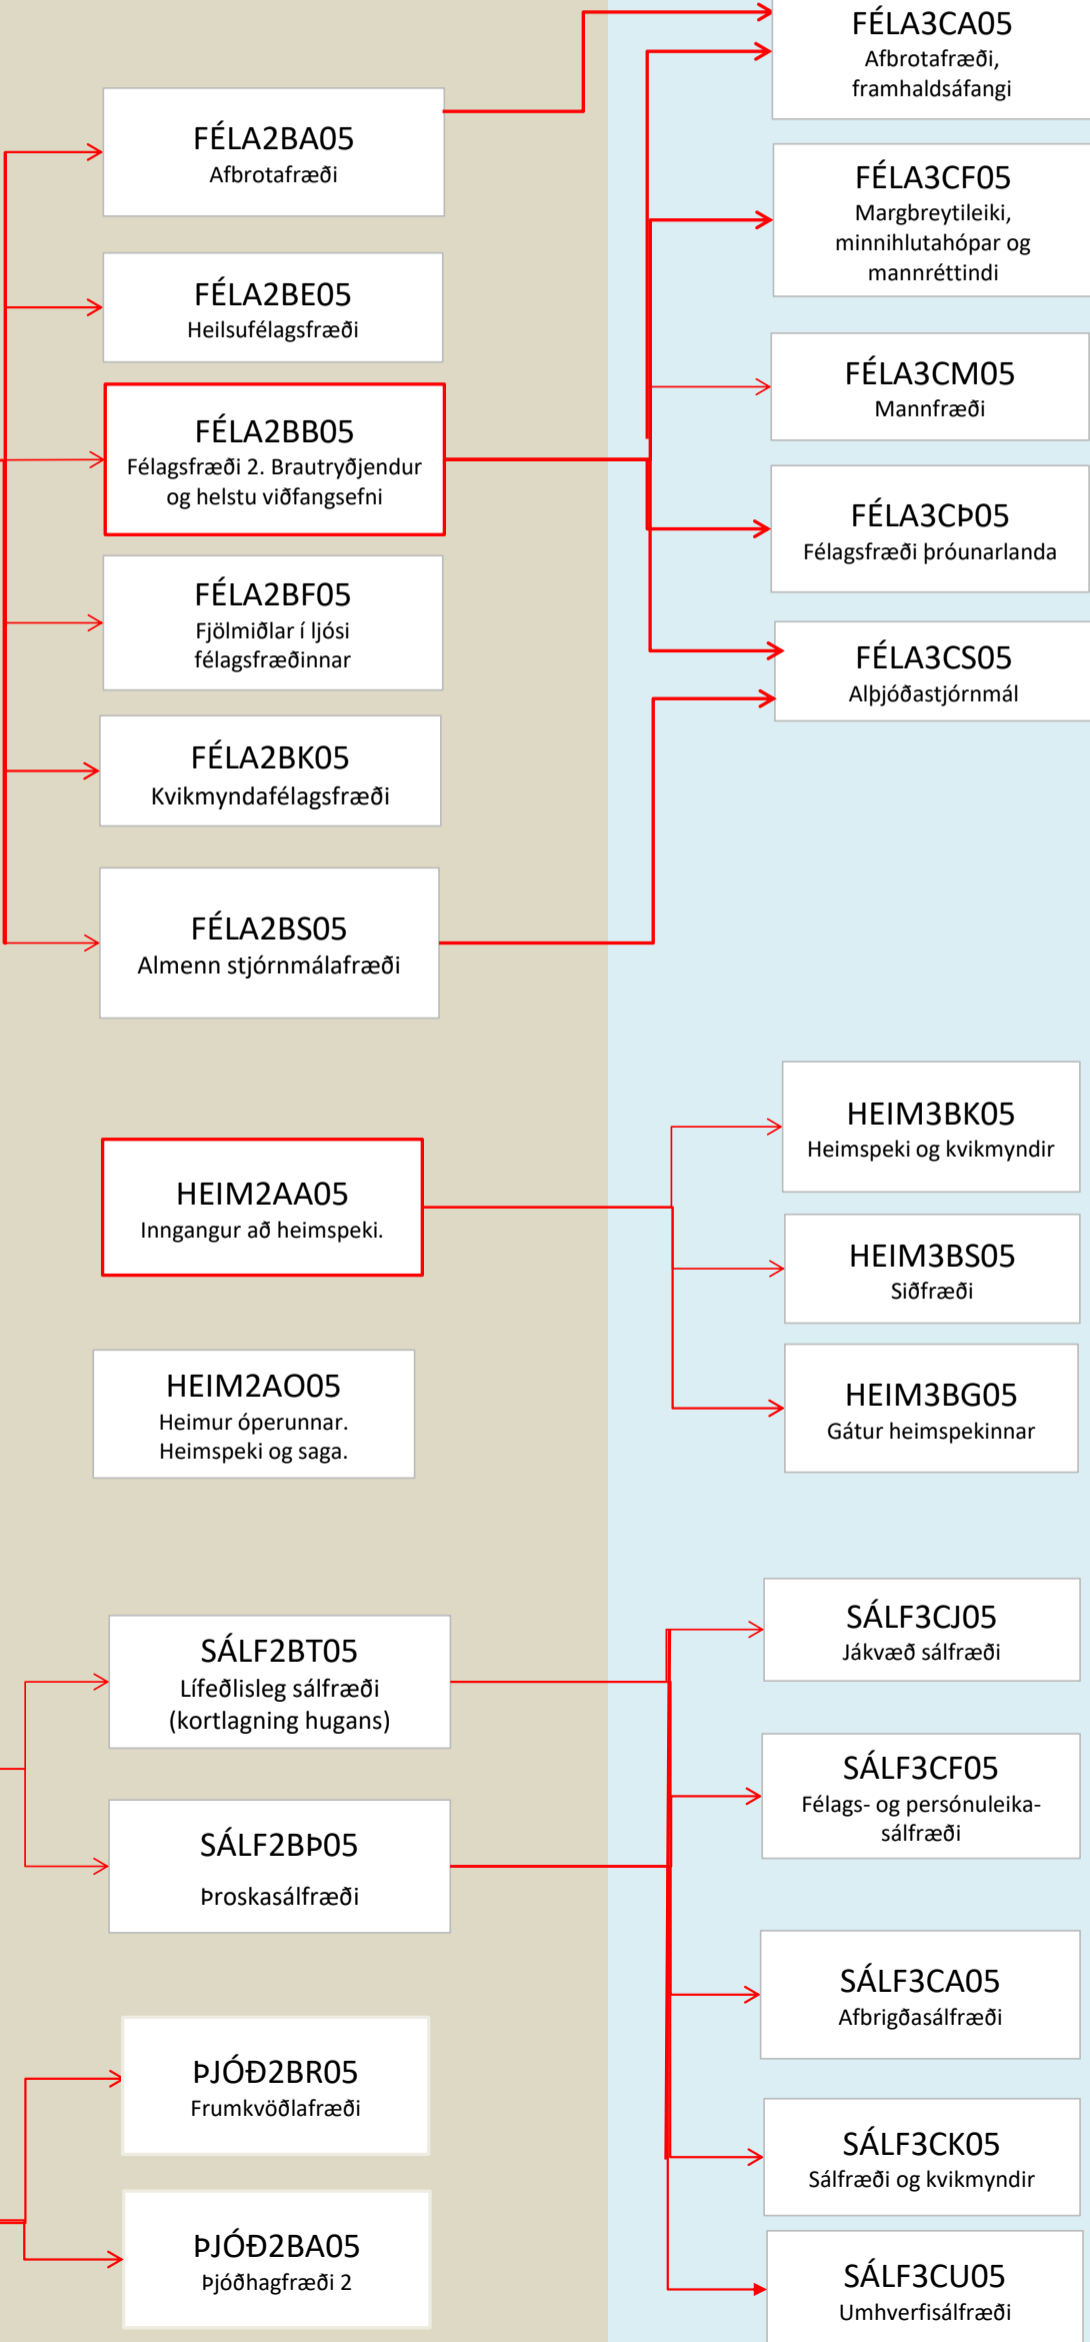 FÉLA2BA05
Afbrotafræði
FÉLA2BE05
Heilsufélagsfræði
FÉLA2BB05
Félagsfræði 2. Brautryðjendur
og helstu viðfangsefni
FÉLA2BF05
Fjölmiðlar í ljósi
félagsfræðinnar
FÉLA2BK05
Kvikmyndafélagsfræði
FÉLA2BS05
Almenn stjórnmálafræði
HEIM2AA05
Inngangur að heimspeki.
HEIM2AO05
Heimur óperunnar.
Heimspeki og saga.
SÁLF2BT05
Lífeðlisleg sálfræði
(kortlagning hugans)
SÁLF2BÞ05
Þroskasálfræði
ÞJÓÐ2BR05
Frumkvöðlafræði
ÞJÓÐ2BA05
Þjóðhagfræði 2
FÉLA3CA05
Afbrotafræði,
framhaldsáfangi
FÉLA3CF05
Margbreytileiki,
minnihlutahópar og
mannréttindi
FÉLA3CM05
Mannfræði
FÉLA3CÞ05
Félagsfræði þróunarlanda
FÉLA3CS05
Alþjóðastjórnmál
HEIM3BK05
Heimspeki og kvikmyndir
HEIM3BS05
Siðfræði
HEIM3BG05
Gátur heimspekinnar
SÁLF3CJ05
Jákvæð sálfræði
SÁLF3CF05
Félags- og persónuleika-
sálfræði
SÁLF3CA05
Afbrigðasálfræði
SÁLF3CK05
Sálfræði og kvikmyndir
SÁLF3CU05
Umhverfisálfræði